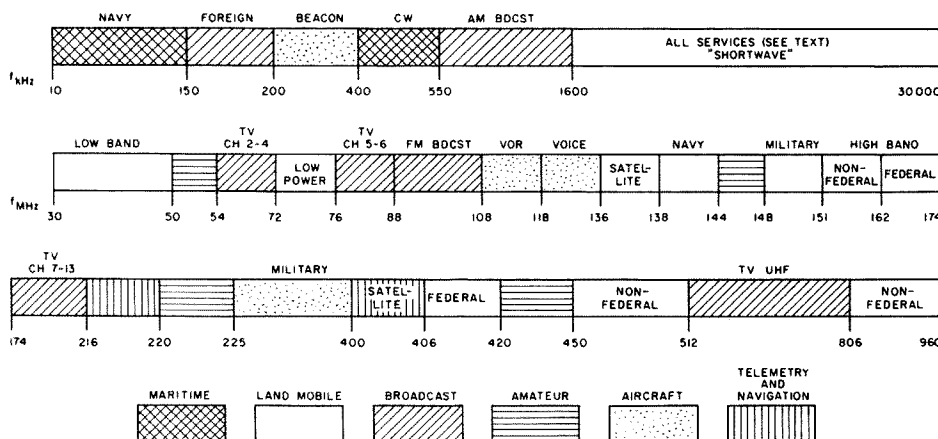 NAVY FOREIGN BEACON CW AM BDCST
ALL SERVICES (SEE TEXT)
"SHORTWAVE"
fkHz
10 150 200 400 550 1600 30 000
LOW BAND TV CH 2-4 TV CH 5-6 FM BDCST VOR VOICE NAVY MILITARY HIGH BAND
LOW POWER SATEL-LITE NON-FEDERAL FEDERAL
fMHz
30 50 54 72 76 88 108 118 136 138 144 148 151 162 174
TV
CH 7-13 MILITARY TV UHF
SATEL-LITE FEDERAL NON-FEDERAL NON-FEDERAL
174 216 220 225 400 406 420 450 512 806 960
MARITIME LAND MOBILE BROADCAST AMATEUR AIRCRAFT TELEMETRY AND NAVIGATION